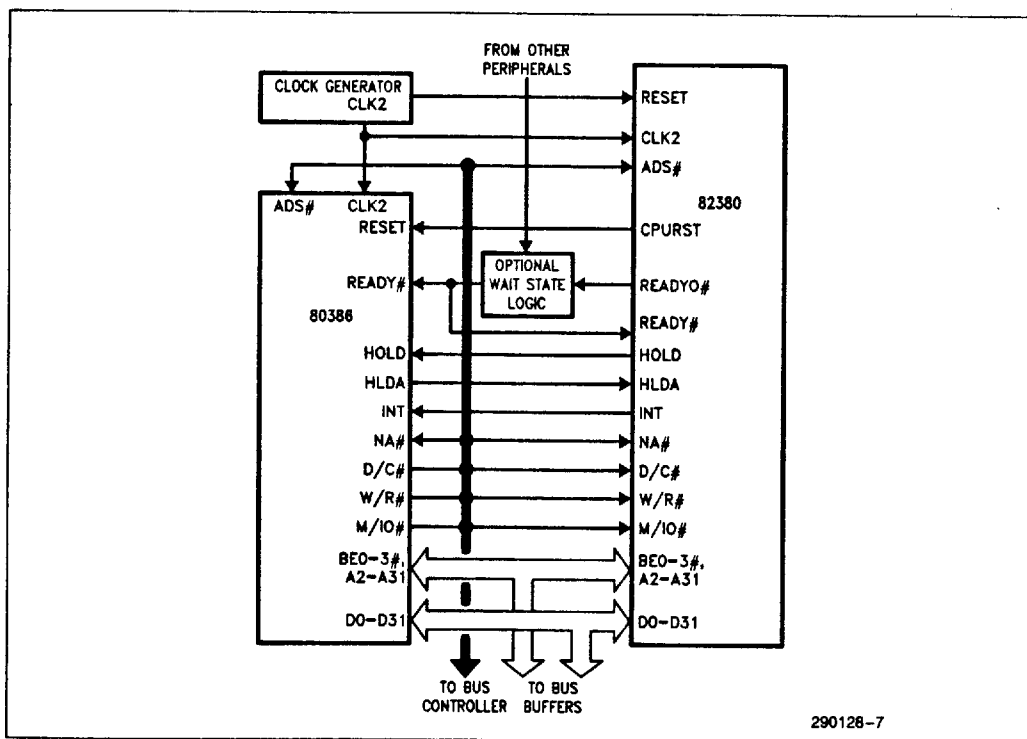 FROM OTHER
PERIPHERALS
CLOCK GENERATOR
CLK2
RESET
CLK2
ADS#
82380
ADS#
CLK2
RESET
CPURST
OPTIONAL
WAIT STATE
LOGIC
READY#
READYO#
80386
READY#
HOLD
HOLD
HLDA
HLDA
INT
INT
NA#
NA#
D/C#
D/C#
W/R#
W/R#
M/IO#
M/IO#
BE0-3#,
A2-A31
BE0-3#,
A2-A31
D0-D31
D0-D31
TO BUS
CONTROLLER
TO BUS
BUFFERS
290128-7